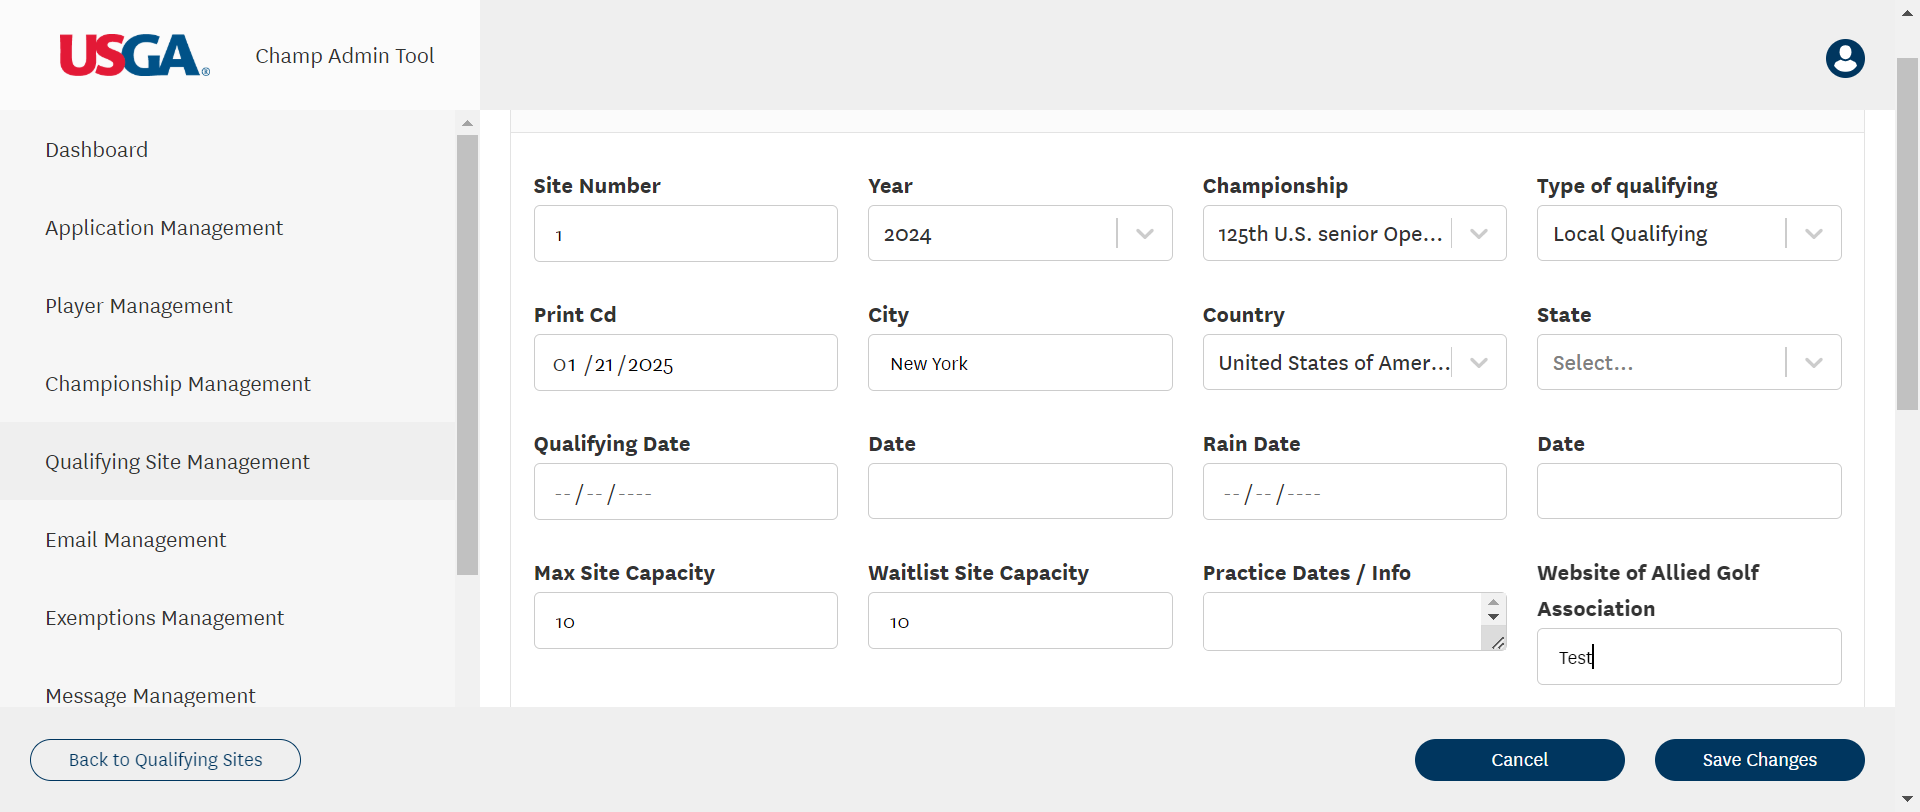 USGA®
Champ Admin Tool
Dashboard
Application Management
Player Management
Championship Management
Qualifying Site Management
Email Management
Exemptions Management
Message Management
Site Number
Year
Championship
Type of qualifying
1
2024
125th U.S. senior Ope...
Local Qualifying
Print Cd
City
Country
State
01/21/2025
New York
United States of Amer...
Select...
Qualifying Date
Date
Rain Date
Date
--/--/----
--/--/----
Max Site Capacity
Waitlist Site Capacity
Practice Dates / Info
Website of Allied Golf
Association
10
10
Test
Back to Qualifying Sites
Cancel
Save Changes